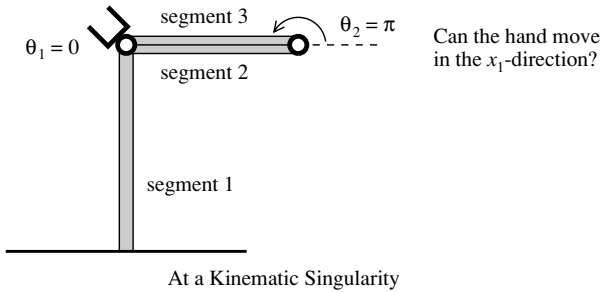 segment 3
θ₁ = 0
θ₂ = π
segment 2
Can the hand move
in the x₁-direction?
segment 1
At a Kinematic Singularity